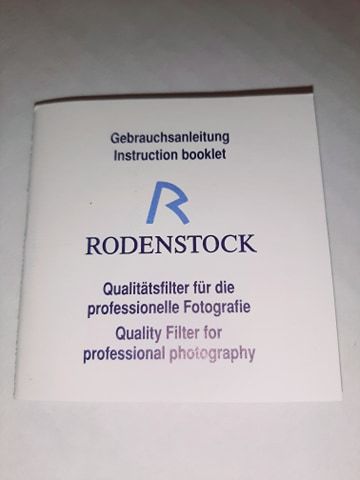 Gebrauchsanleitung
Instruction booklet
R
RODENSTOCK
Qualitätsfilter für die
professionelle Fotografie
Quality Filter for
professional photography